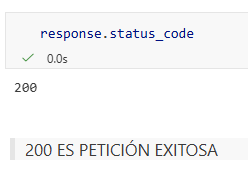 response.status_code
0.0s
200
200 ES PETICIÓN EXITOSA